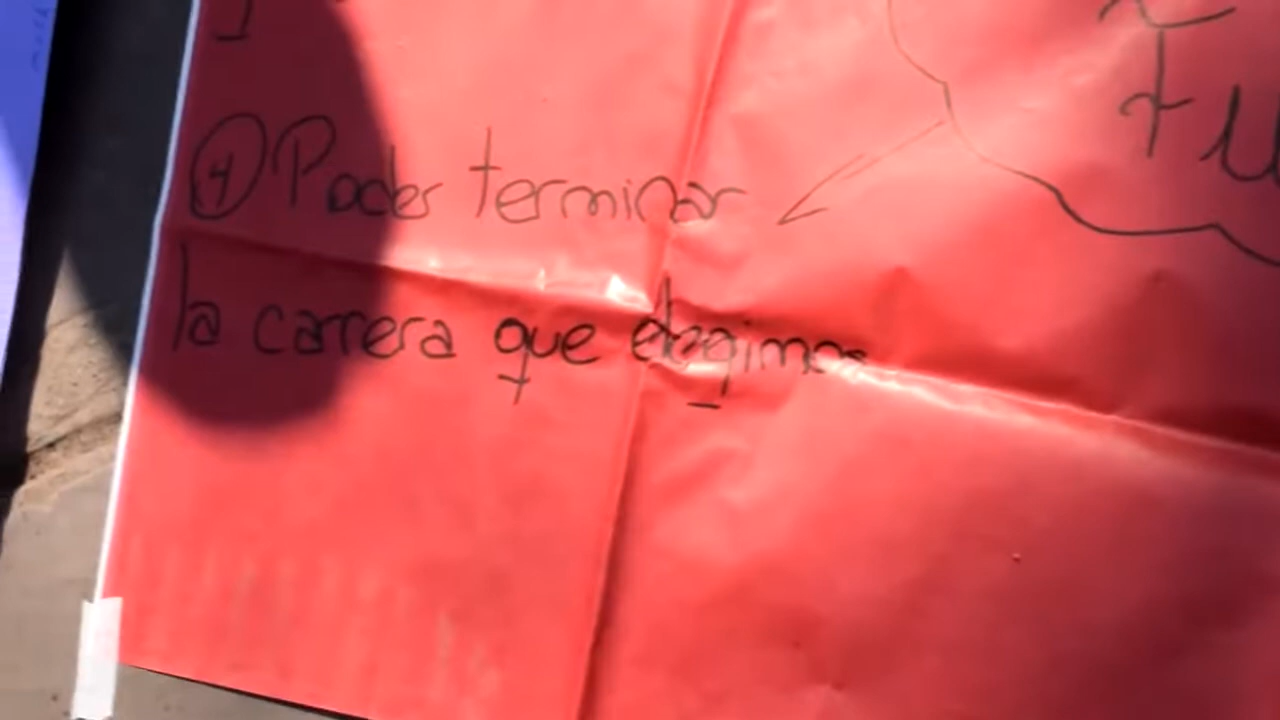 ④ Poder terminar
la carrera que elegimos